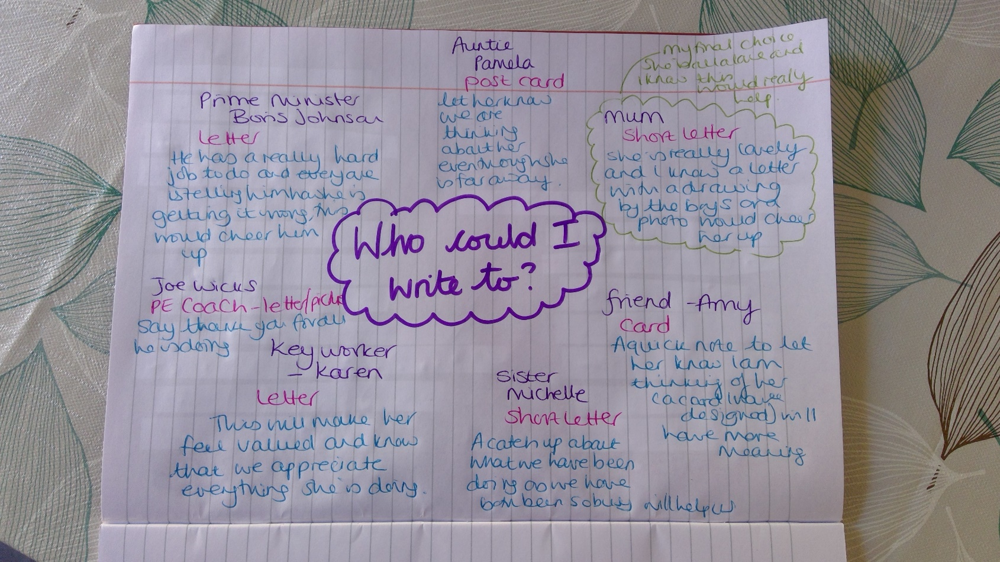 Auntie
Pamela
post card
let her know
we are
thinking
about her
even though she
is far away.
My final choice.
She is all alone and
I know this
would realy
help.
Prime Minister
Boris Johnson
letter
He has a really hard
job to do and everyone
is telling him how he is
getting it wrong, this
would cheer him
up
Mum
Short letter
she is really lovely
and I know a letter
with a drawing
by the boys and
photo would cheer
her up
Who could I
write to?
Joe Wicks
PE Coach - letter/picture
Say thank you for all
he is doing
friend - Amy
Card
A quick note to let
her know I am
thinking of her
card I have
designed) will
have more
meaning
Key worker
- Karen
Letter
This will make her
feel valued and know
that we appreciate
everything she is doing.
Sister
Michelle
Short letter
A catch up about
what we have been
doing as we have
both been so busy will help us